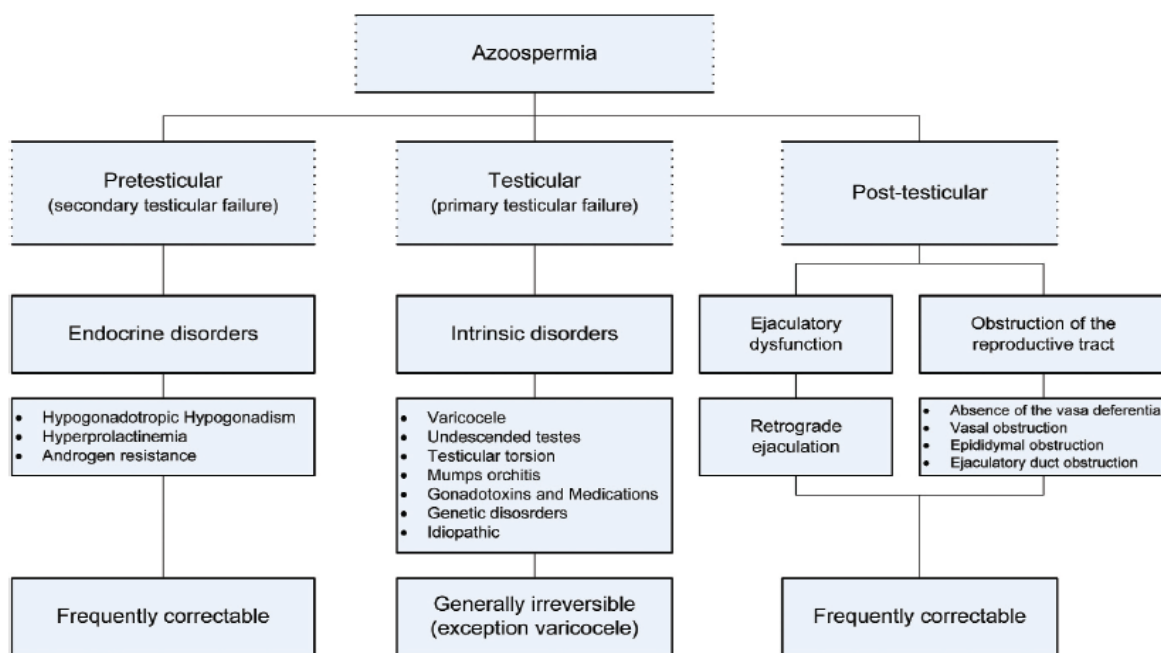 Azoospermia
Pretesticular
(secondary testicular failure)
Testicular
(primary testicular failure)
Post-testicular
Endocrine disorders
Intrinsic disorders
Ejaculatory
dysfunction
Obstruction of the
reproductive tract
• Hypogonadotropic Hypogonadism
• Hyperprolactinemia
• Androgen resistance
• Varicocele
• Undescended testes
• Testicular torsion
• Mumps orchitis
• Gonadotoxins and Medications
• Genetic disosrders
• Idiopathic
Retrograde
ejaculation
• Absence of the vasa deferentia
• Vasal obstruction
• Epididymal obstruction
• Ejaculatory duct obstruction
Frequently correctable
Generally irreversible
(exception varicocele)
Frequently correctable